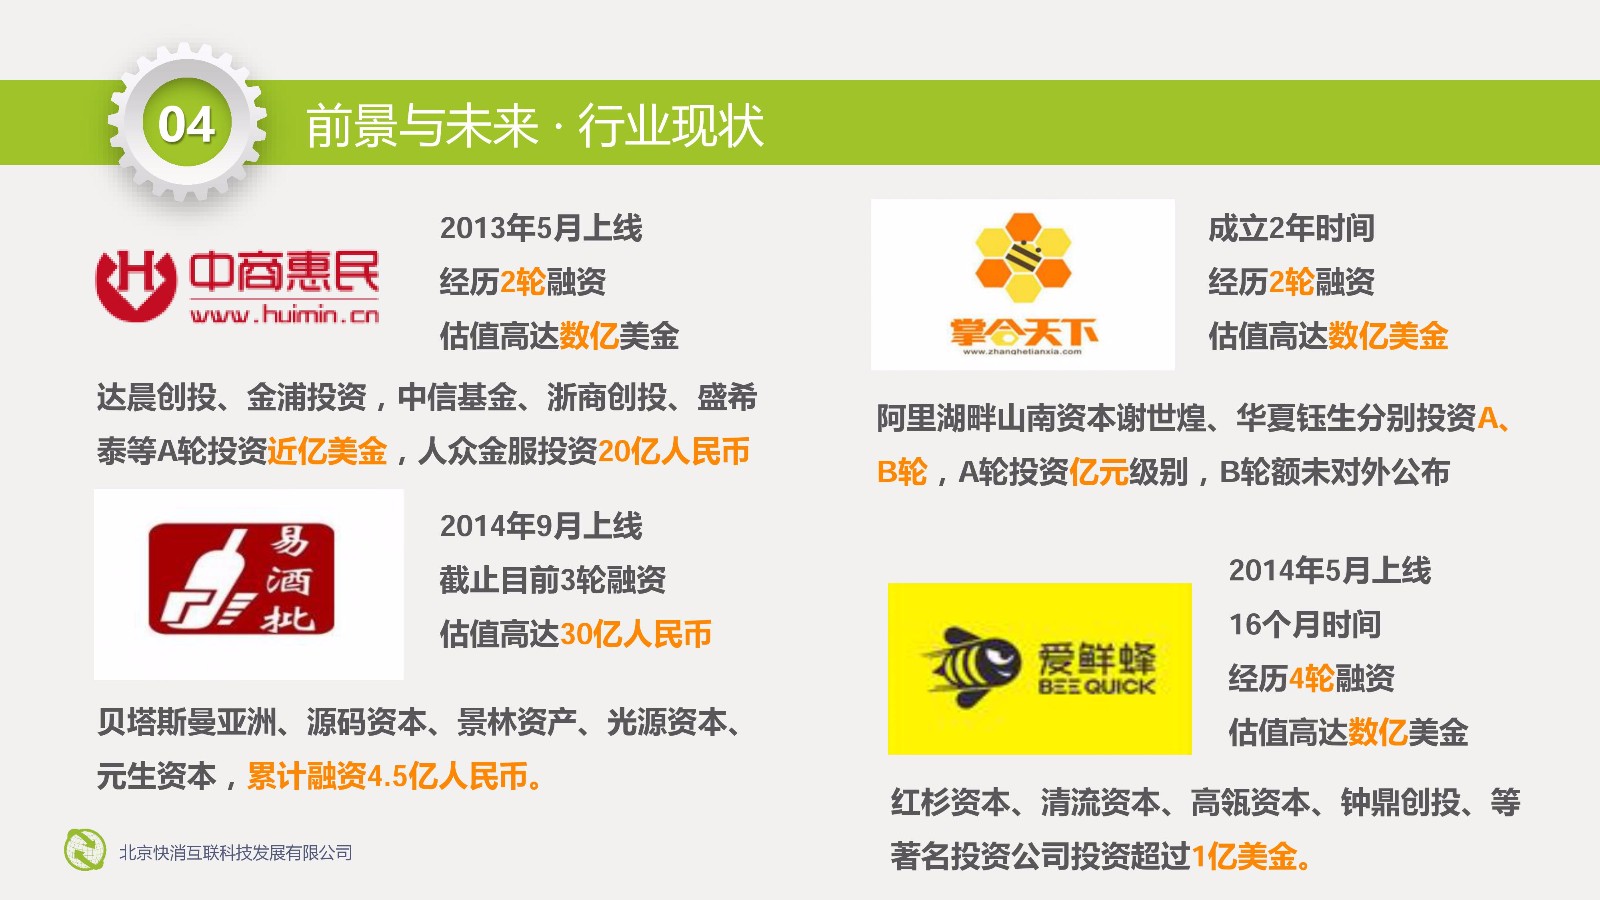 04
前景与未来 · 行业现状
中商惠民
www.huimin.cn
2013年5月上线
经历2轮融资
估值高达数亿美金
达晨创投、金浦投资，中信基金、浙商创投、盛希
泰等A轮投资近亿美金，人众金服投资20亿人民币
易酒批
2014年9月上线
截止目前3轮融资
估值高达30亿人民币
贝塔斯曼亚洲、源码资本、景林资产、光源资本、
元生资本，累计融资4.5亿人民币。
掌合天下
www.zhanghetianxia.com
成立2年时间
经历2轮融资
估值高达数亿美金
阿里湖畔山南资本谢世煌、华夏钰生分别投资A、
B轮，A轮投资亿元级别，B轮额未对外公布
爱鲜蜂
BEE QUICK
2014年5月上线
16个月时间
经历4轮融资
估值高达数亿美金
红杉资本、清流资本、高瓴资本、钟鼎创投、等
著名投资公司投资超过1亿美金。
北京快消互联科技发展有限公司